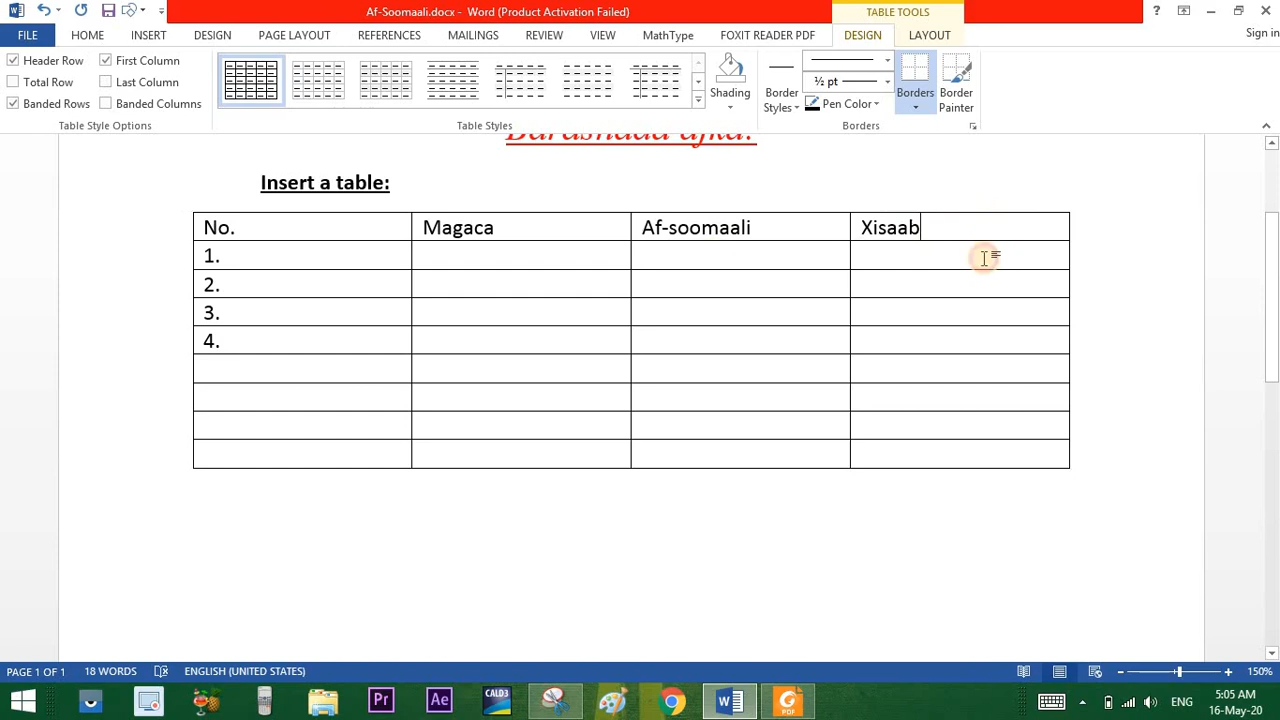 Af-Soomaali.docx - Word (Product Activation Failed)
TABLE TOOLS
FILE HOME INSERT DESIGN PAGE LAYOUT REFERENCES MAILINGS REVIEW VIEW MathType FOXIT READER PDF DESIGN LAYOUT Sign in
Header Row First Column
Total Row Last Column
Banded Rows Banded Columns
Shading
Border Styles
½ pt
Pen Color
Borders
Border Painter
Table Style Options Table Styles Borders
Insert a table:
No. Magaca Af-soomaali Xisaab
1.
2.
3.
4.
PAGE 1 OF 1 18 WORDS ENGLISH (UNITED STATES) 150%
Pr Ae CALD3 PDF ENG
5:05 AM
16-May-20